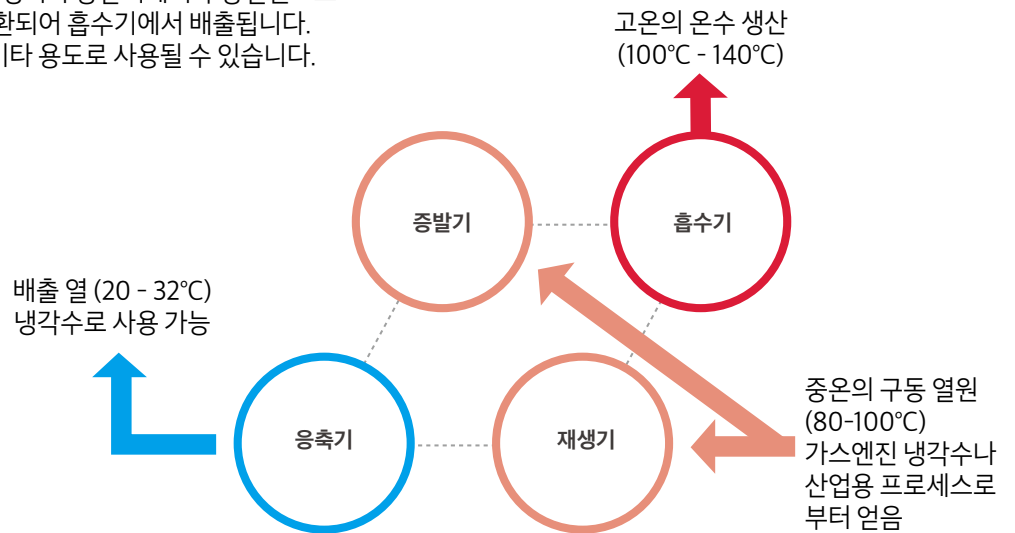 환되어 흡수기에서 배출됩니다.
기타 용도로 사용될 수 있습니다.
고온의 온수 생산
(100℃ - 140℃)
증발기
흡수기
배출 열 (20 - 32℃)
냉각수로 사용 가능
응축기
재생기
중온의 구동 열원
(80-100℃)
가스엔진 냉각수나
산업용 프로세스로
부터 얻음